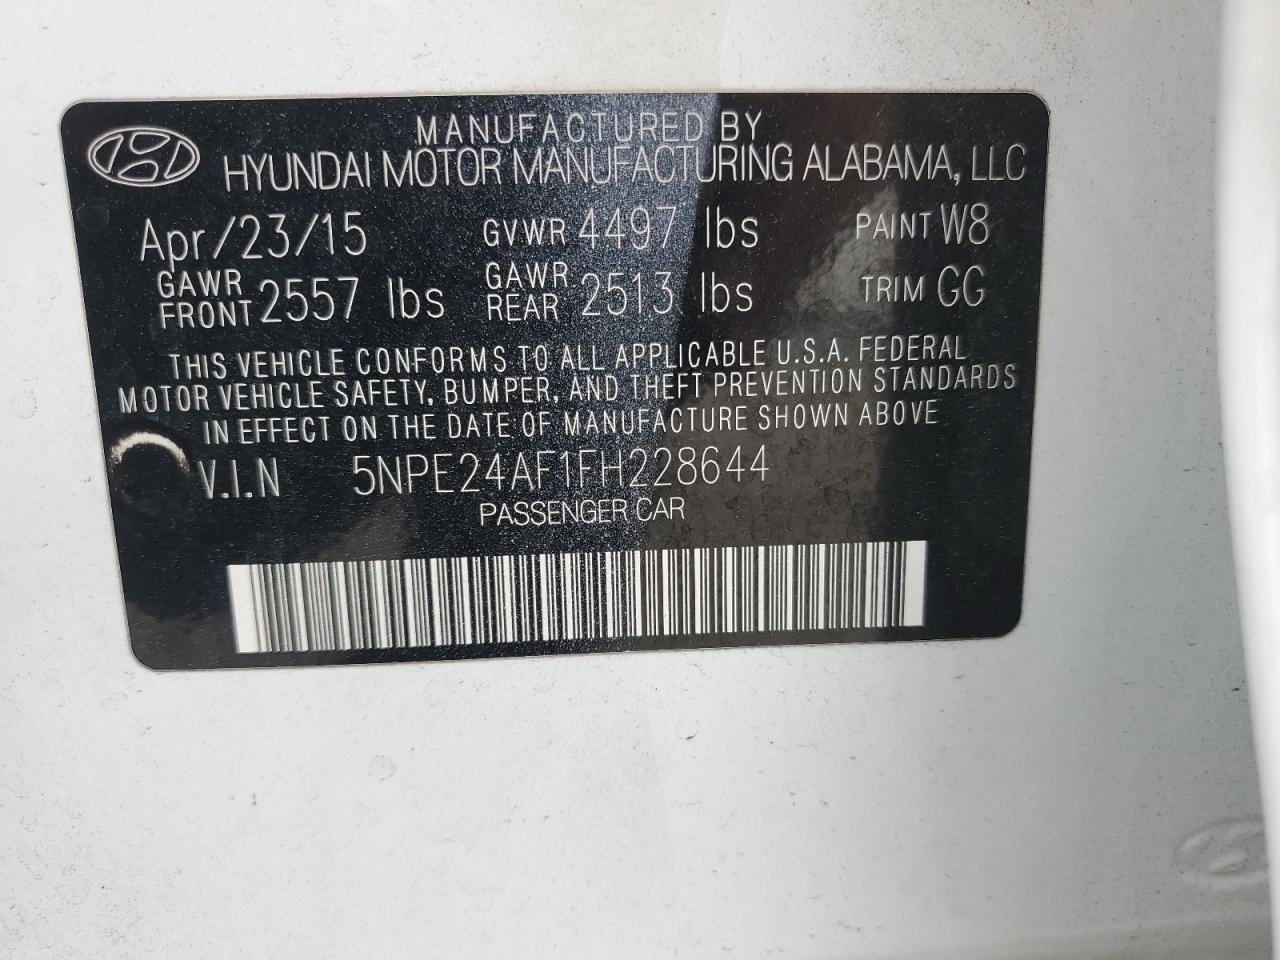 MANUFACTURED BY
HYUNDAI MOTOR MANUFACTURING ALABAMA, LLC
Apr/23/15 GVWR 4497 lbs PAINT W8
GAWR FRONT 2557 lbs GAWR REAR 2513 lbs TRIM GG
THIS VEHICLE CONFORMS TO ALL APPLICABLE U.S.A. FEDERAL
MOTOR VEHICLE SAFETY, BUMPER, AND THEFT PREVENTION STANDARDS
IN EFFECT ON THE DATE OF MANUFACTURE SHOWN ABOVE
V.I.N 5NPE24AF1FH228644
PASSENGER CAR